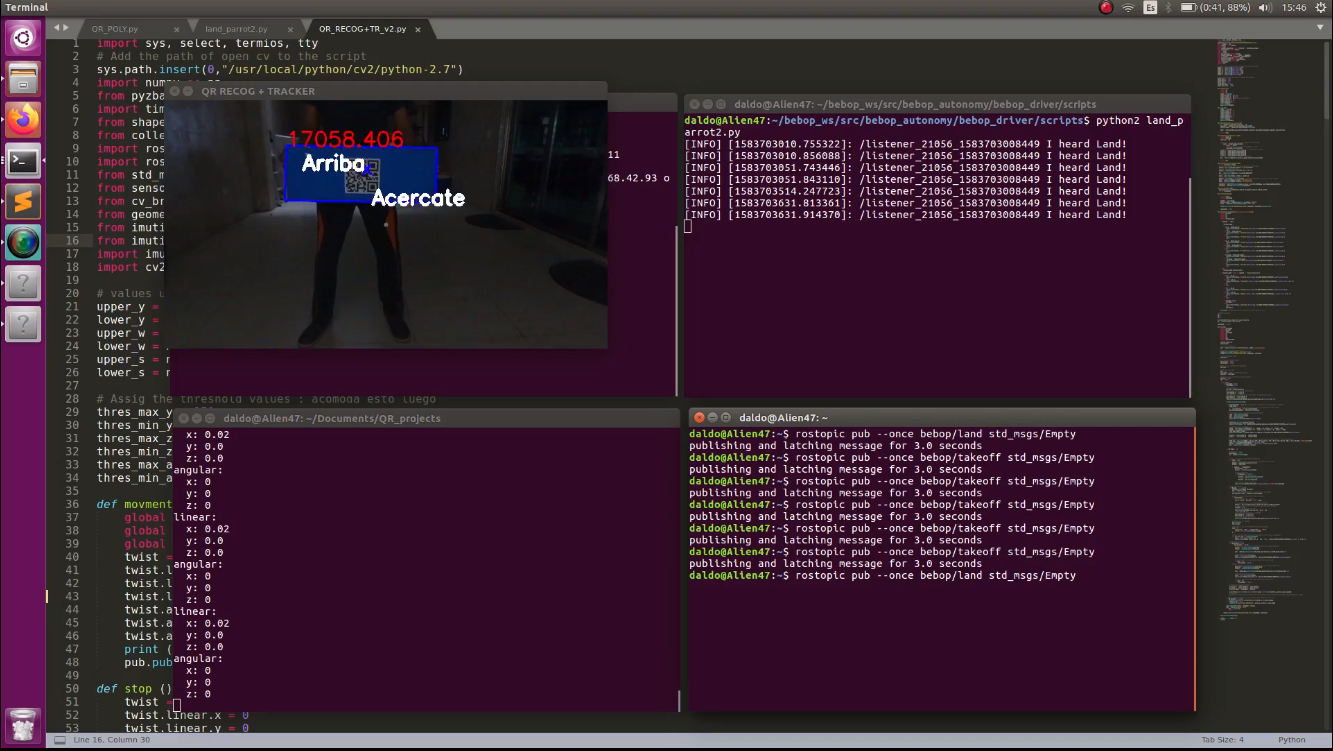 Terminal
Es
(0:41, 88%)
15:46
QR_POLY.py
land_parrot2.py
QR_RECOG+TR_v2.py
1 import sys, select, termios, tty
2 # Add the path of open cv to the script
3 sys.path.insert(0,"/usr/local/python/cv2/python-2.7")
4 import
5 from pyzba
6 import tim
7 from shape
8 from colle
9 import ros
10 import ros
11 from std_m
12 from senso
13 from cv_br
14 from geome
15 from imuti
16 from imuti
17 import imu
18 import cv2
19
20 # values u
21 upper_y =
22 lower_y =
23 upper_w =
24 lower_w =
25 upper_s =
26 lower_s =
27
28 # Assig the threshold values : acomoda esto luego
29 thres_max_y
30 thres_min_y
31 thres_max_z
32 thres_min_z
33 thres_max_a
34 thres_min_a
35
36 def movment
37 global
38 global
39 global
40 twist =
41 twist.l
42 twist.l
43 twist.l
44 twist.a
45 twist.a
46 twist.a
47 print (
48 pub.pub
49
50 def stop ()
51 twist =
52 twist.linear.x = 0
53 twist.linear.y = 0
QR RECOG + TRACKER
17058.406
Arriba
Acercate
11
68.42.93 o
daldo@Alien47: ~/bebop_ws/src/bebop_autonomy/bebop_driver/scripts
daldo@Alien47:~/bebop_ws/src/bebop_autonomy/bebop_driver/scripts$ python2 land_p
arrot2.py
[INFO] [1583703010.755322]: /listener_21056_1583703008449 I heard Land!
[INFO] [1583703010.856088]: /listener_21056_1583703008449 I heard Land!
[INFO] [1583703051.743446]: /listener_21056_1583703008449 I heard Land!
[INFO] [1583703051.843110]: /listener_21056_1583703008449 I heard Land!
[INFO] [1583703514.247723]: /listener_21056_1583703008449 I heard Land!
[INFO] [1583703631.813361]: /listener_21056_1583703008449 I heard Land!
[INFO] [1583703631.914370]: /listener_21056_1583703008449 I heard Land!
daldo@Alien47: ~/Documents/QR_projects
x: 0.02
y: 0.0
z: 0.0
angular:
x: 0
y: 0
z: 0
linear:
x: 0.02
y: 0.0
z: 0.0
angular:
x: 0
y: 0
z: 0
linear:
x: 0.02
y: 0.0
z: 0.0
angular:
x: 0
y: 0
z: 0
daldo@Alien47: ~
daldo@Alien47:~$ rostopic pub --once bebop/land std_msgs/Empty
publishing and latching message for 3.0 seconds
daldo@Alien47:~$ rostopic pub --once bebop/takeoff std_msgs/Empty
publishing and latching message for 3.0 seconds
daldo@Alien47:~$ rostopic pub --once bebop/takeoff std_msgs/Empty
publishing and latching message for 3.0 seconds
daldo@Alien47:~$ rostopic pub --once bebop/takeoff std_msgs/Empty
publishing and latching message for 3.0 seconds
daldo@Alien47:~$ rostopic pub --once bebop/takeoff std_msgs/Empty
publishing and latching message for 3.0 seconds
daldo@Alien47:~$ rostopic pub --once bebop/takeoff std_msgs/Empty
publishing and latching message for 3.0 seconds
daldo@Alien47:~$ rostopic pub --once bebop/land std_msgs/Empty
Line 16, Column 30
Tab Size: 4
Python